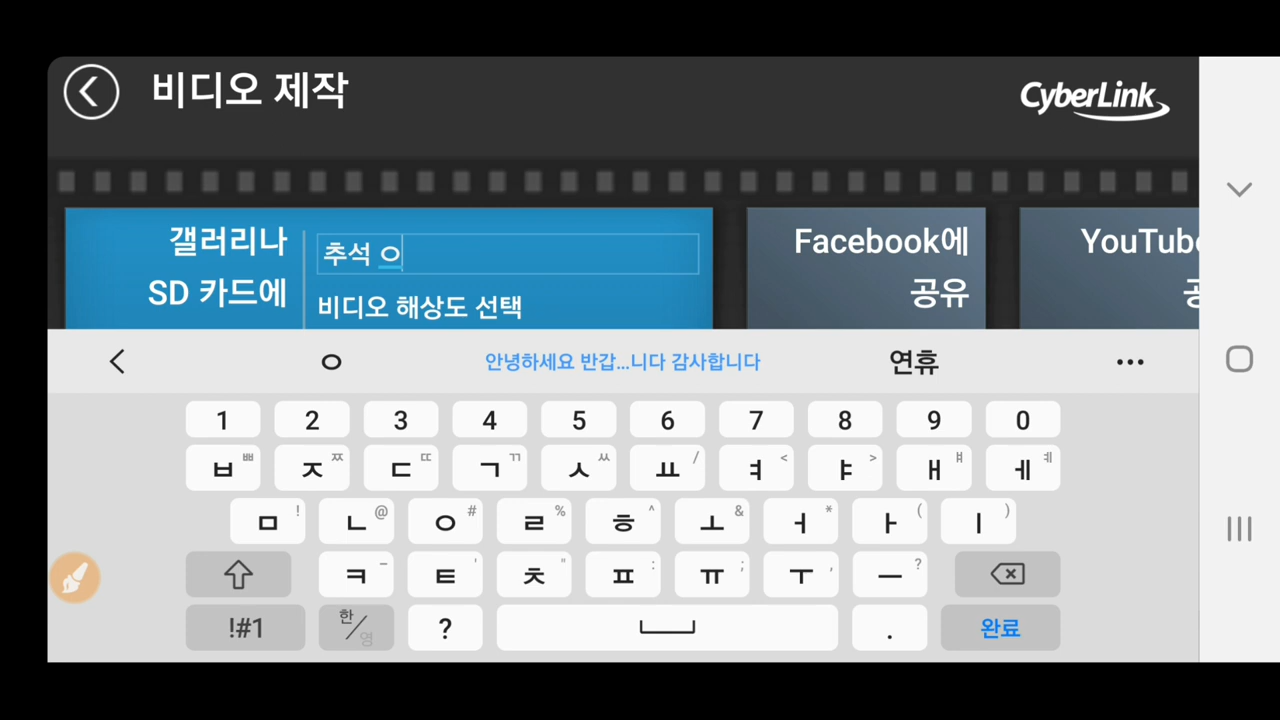 비디오 제작
CyberLink
갤러리나
SD 카드에
추석 ㅇ
비디오 해상도 선택
Facebook에
공유
YouTube
ㅇ
안녕하세요 반갑...니다 감사합니다
연휴
•••
1 2 3 4 5 6 7 8 9 0
ㅂ ㅃ ㅈ ㅉ ㄷ ㄸ ㄱ ㄲ ㅅ ㅆ ㅛ / ㅕ < ㅑ > ㅐ ㅒ ㅔ ㅖ
ㅁ ! ㄴ @ ㅇ # ㄹ % ㅎ ^ ㅗ & ㅓ * ㅏ ( ㅣ )
ㅋ - ㅌ ' ㅊ " ㅍ : ㅠ ; ㅜ , ㅡ ?
!#1 한/영 ? . 완료